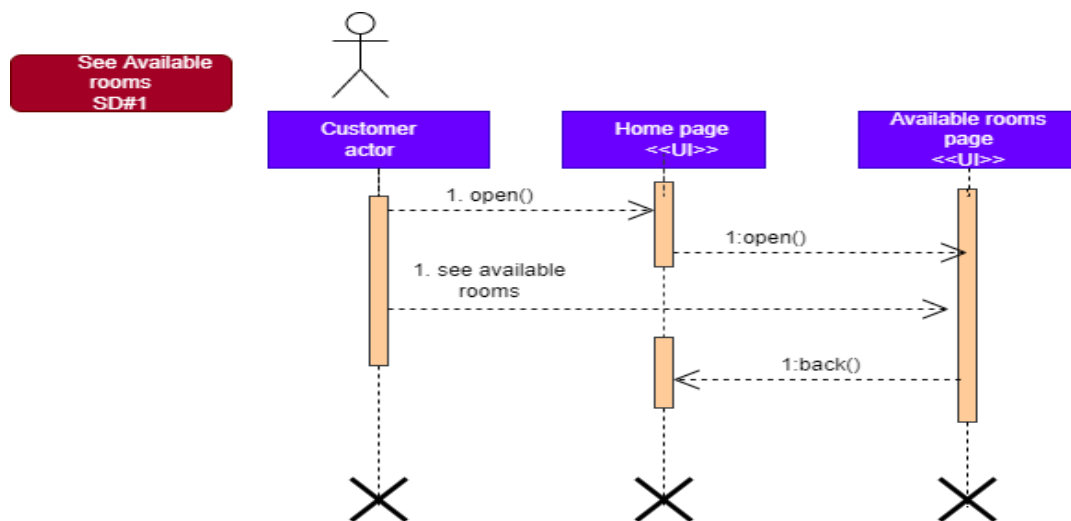 See Available
rooms
SD#1
Customer
actor
Home page
<<UI>>
Available rooms
page
<<UI>>
1. open()
1:open()
1. see available
rooms
1:back()